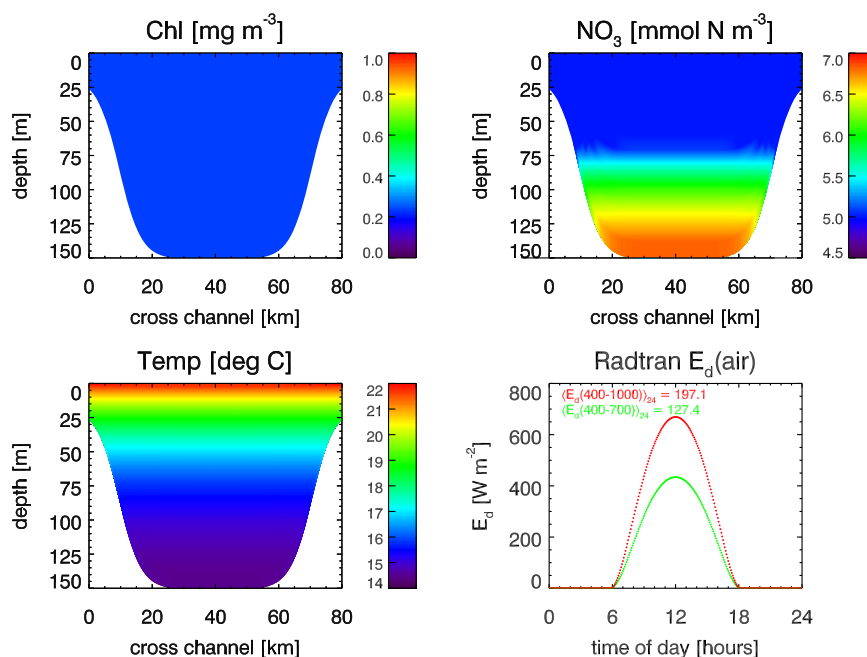 Chl [mg m⁻³]
0
25
50
75
100
125
150
depth [m]
0 20 40 60 80
cross channel [km]
1.0
0.8
0.6
0.4
0.2
0.0
NO₃ [mmol N m⁻³]
0
25
50
75
100
125
150
depth [m]
0 20 40 60 80
cross channel [km]
7.0
6.5
6.0
5.5
5.0
4.5
Temp [deg C]
0
25
50
75
100
125
150
depth [m]
0 20 40 60 80
cross channel [km]
22
21
20
19
18
17
16
15
14
Radtran E_d(air)
⟨E_d(400-1000)⟩₂₄ = 197.1
⟨E_d(400-700)⟩₂₄ = 127.4
800
600
400
200
0
E_d [W m⁻²]
0 6 12 18 24
time of day [hours]